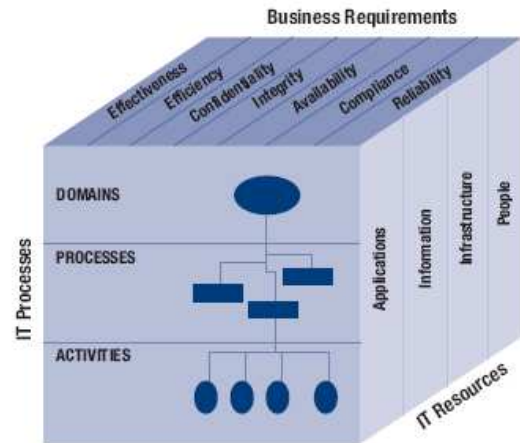 Business Requirements
Effectiveness
Efficiency
Confidentiality
Integrity
Availability
Compliance
Reliability
IT Processes
DOMAINS
PROCESSES
ACTIVITIES
Applications
Information
Infrastructure
People
IT Resources